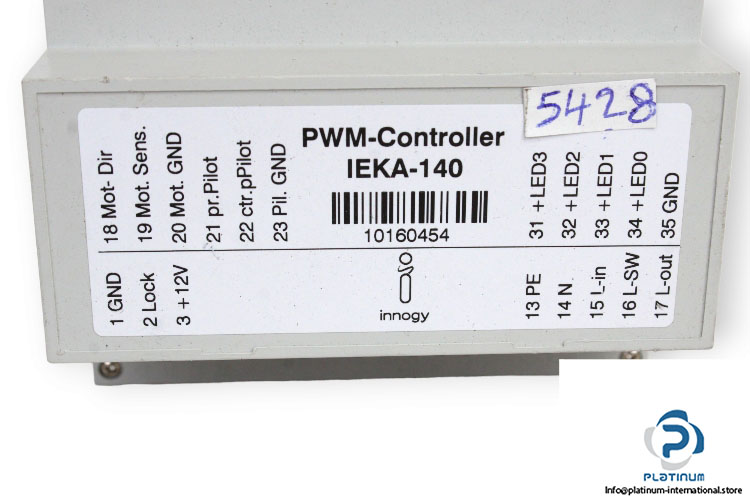 5428
PWM-Controller
IEKA-140
10160454
innogy
18 Mot- Dir
19 Mot. Sens.
20 Mot. GND
21 pr.Pilot
22 ctr.pPilot
23 Pil. GND
31 +LED3
32 +LED2
33 +LED1
34 +LED0
35 GND
1 GND
2 Lock
3 +12V
13 PE
14 N
15 L-in
16 L-SW
17 L-out
PLATINUM
Info@platinum-international.store